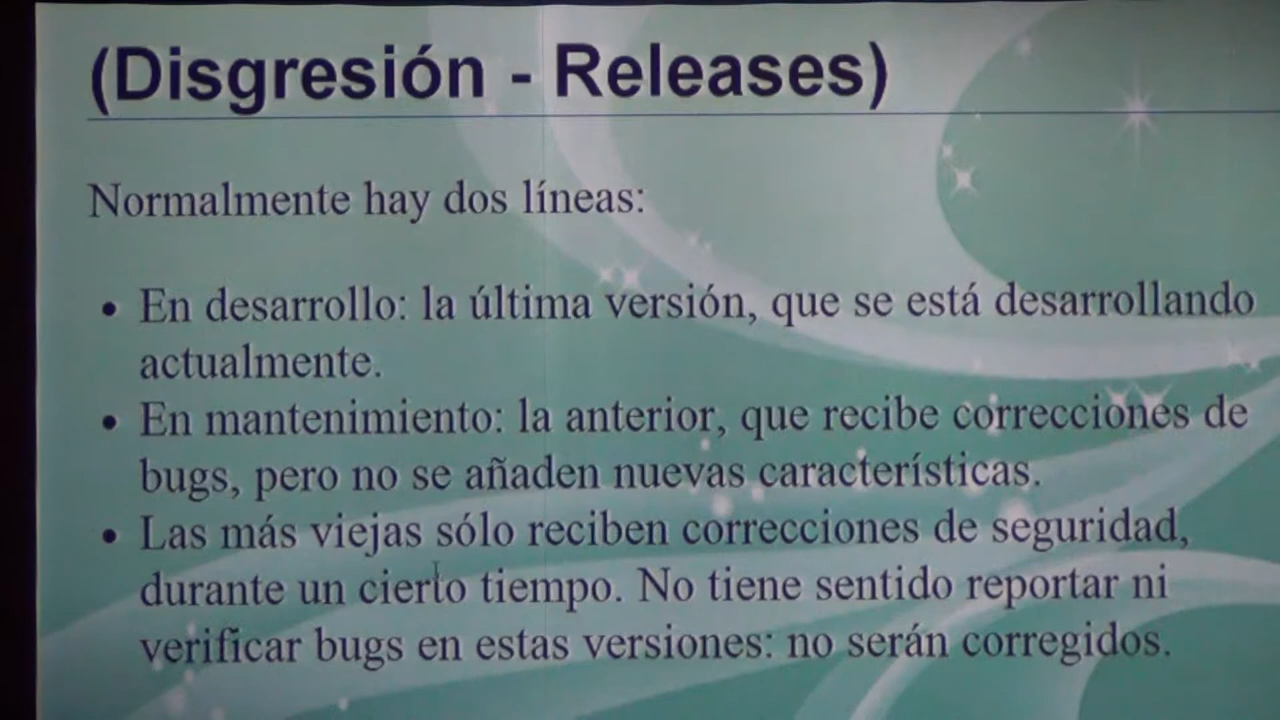 (Disgresión - Releases)
Normalmente hay dos líneas:
• En desarrollo: la última versión, que se está desarrollando
actualmente.
• En mantenimiento: la anterior, que recibe correcciones de
bugs, pero no se añaden nuevas características.
• Las más viejas sólo reciben correcciones de seguridad,
durante un cierto tiempo. No tiene sentido reportar ni
verificar bugs en estas versiones: no serán corregidos.